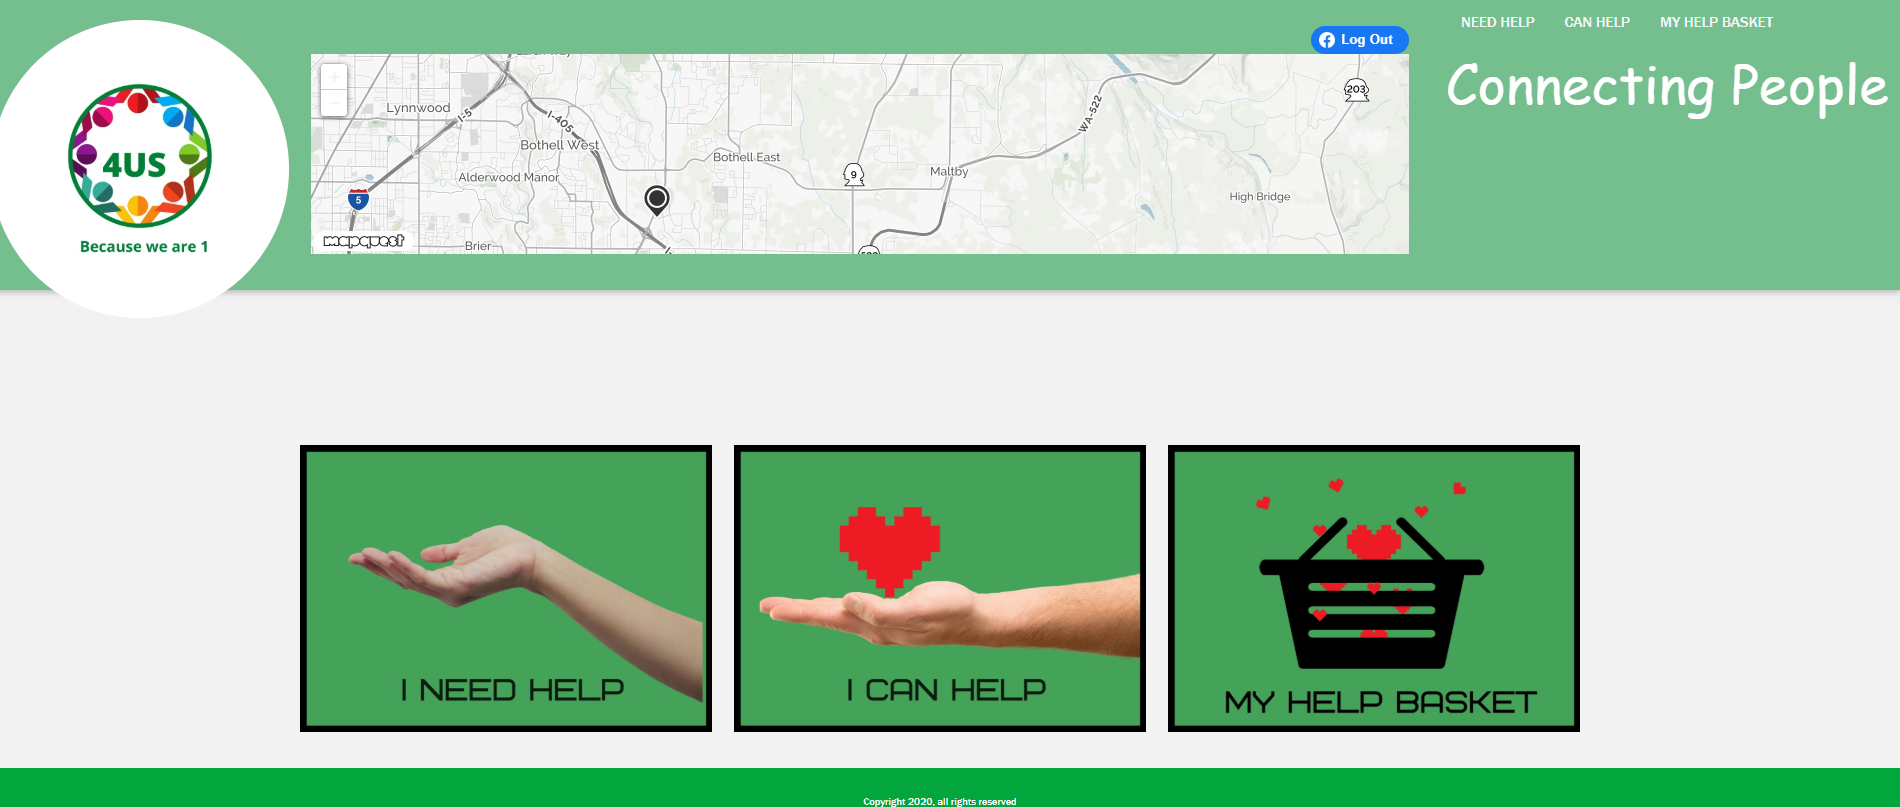 NEED HELP CAN HELP MY HELP BASKET
Log Out
Connecting People
4US
Because we are 1
Lynnwood
I-5
I-405
Bothell West
Bothell East
Alderwood Manor
5
Brier
mapquest
9
Maltby
WA-522
203
High Bridge
I NEED HELP
I CAN HELP
MY HELP BASKET
Copyright 2020, all rights reserved